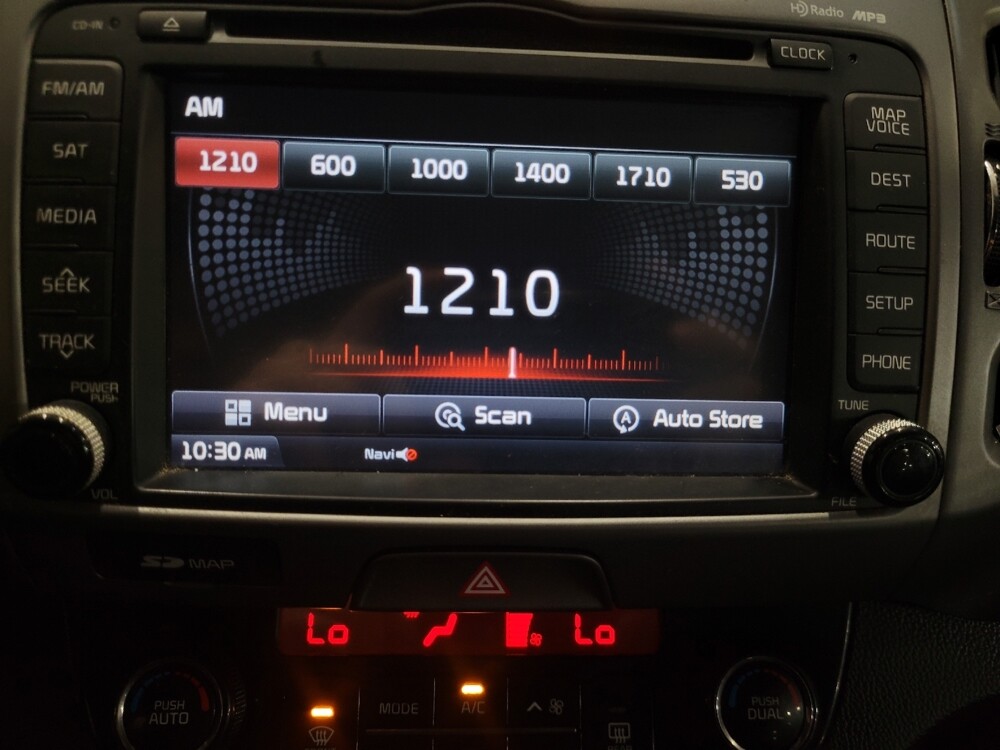 CD-IN
HD Radio MP3
CLOCK
FM/AM
SAT
MEDIA
SEEK
TRACK
POWER
PUSH
VOL
AM
1210 600 1000 1400 1710 530
1210
Menu Scan Auto Store
10:30 AM Navi
MAP
VOICE
DEST
ROUTE
SETUP
PHONE
TUNE
FILE
SD MAP
Lo Lo
PUSH
AUTO
MODE
A/C
PUSH
DUAL